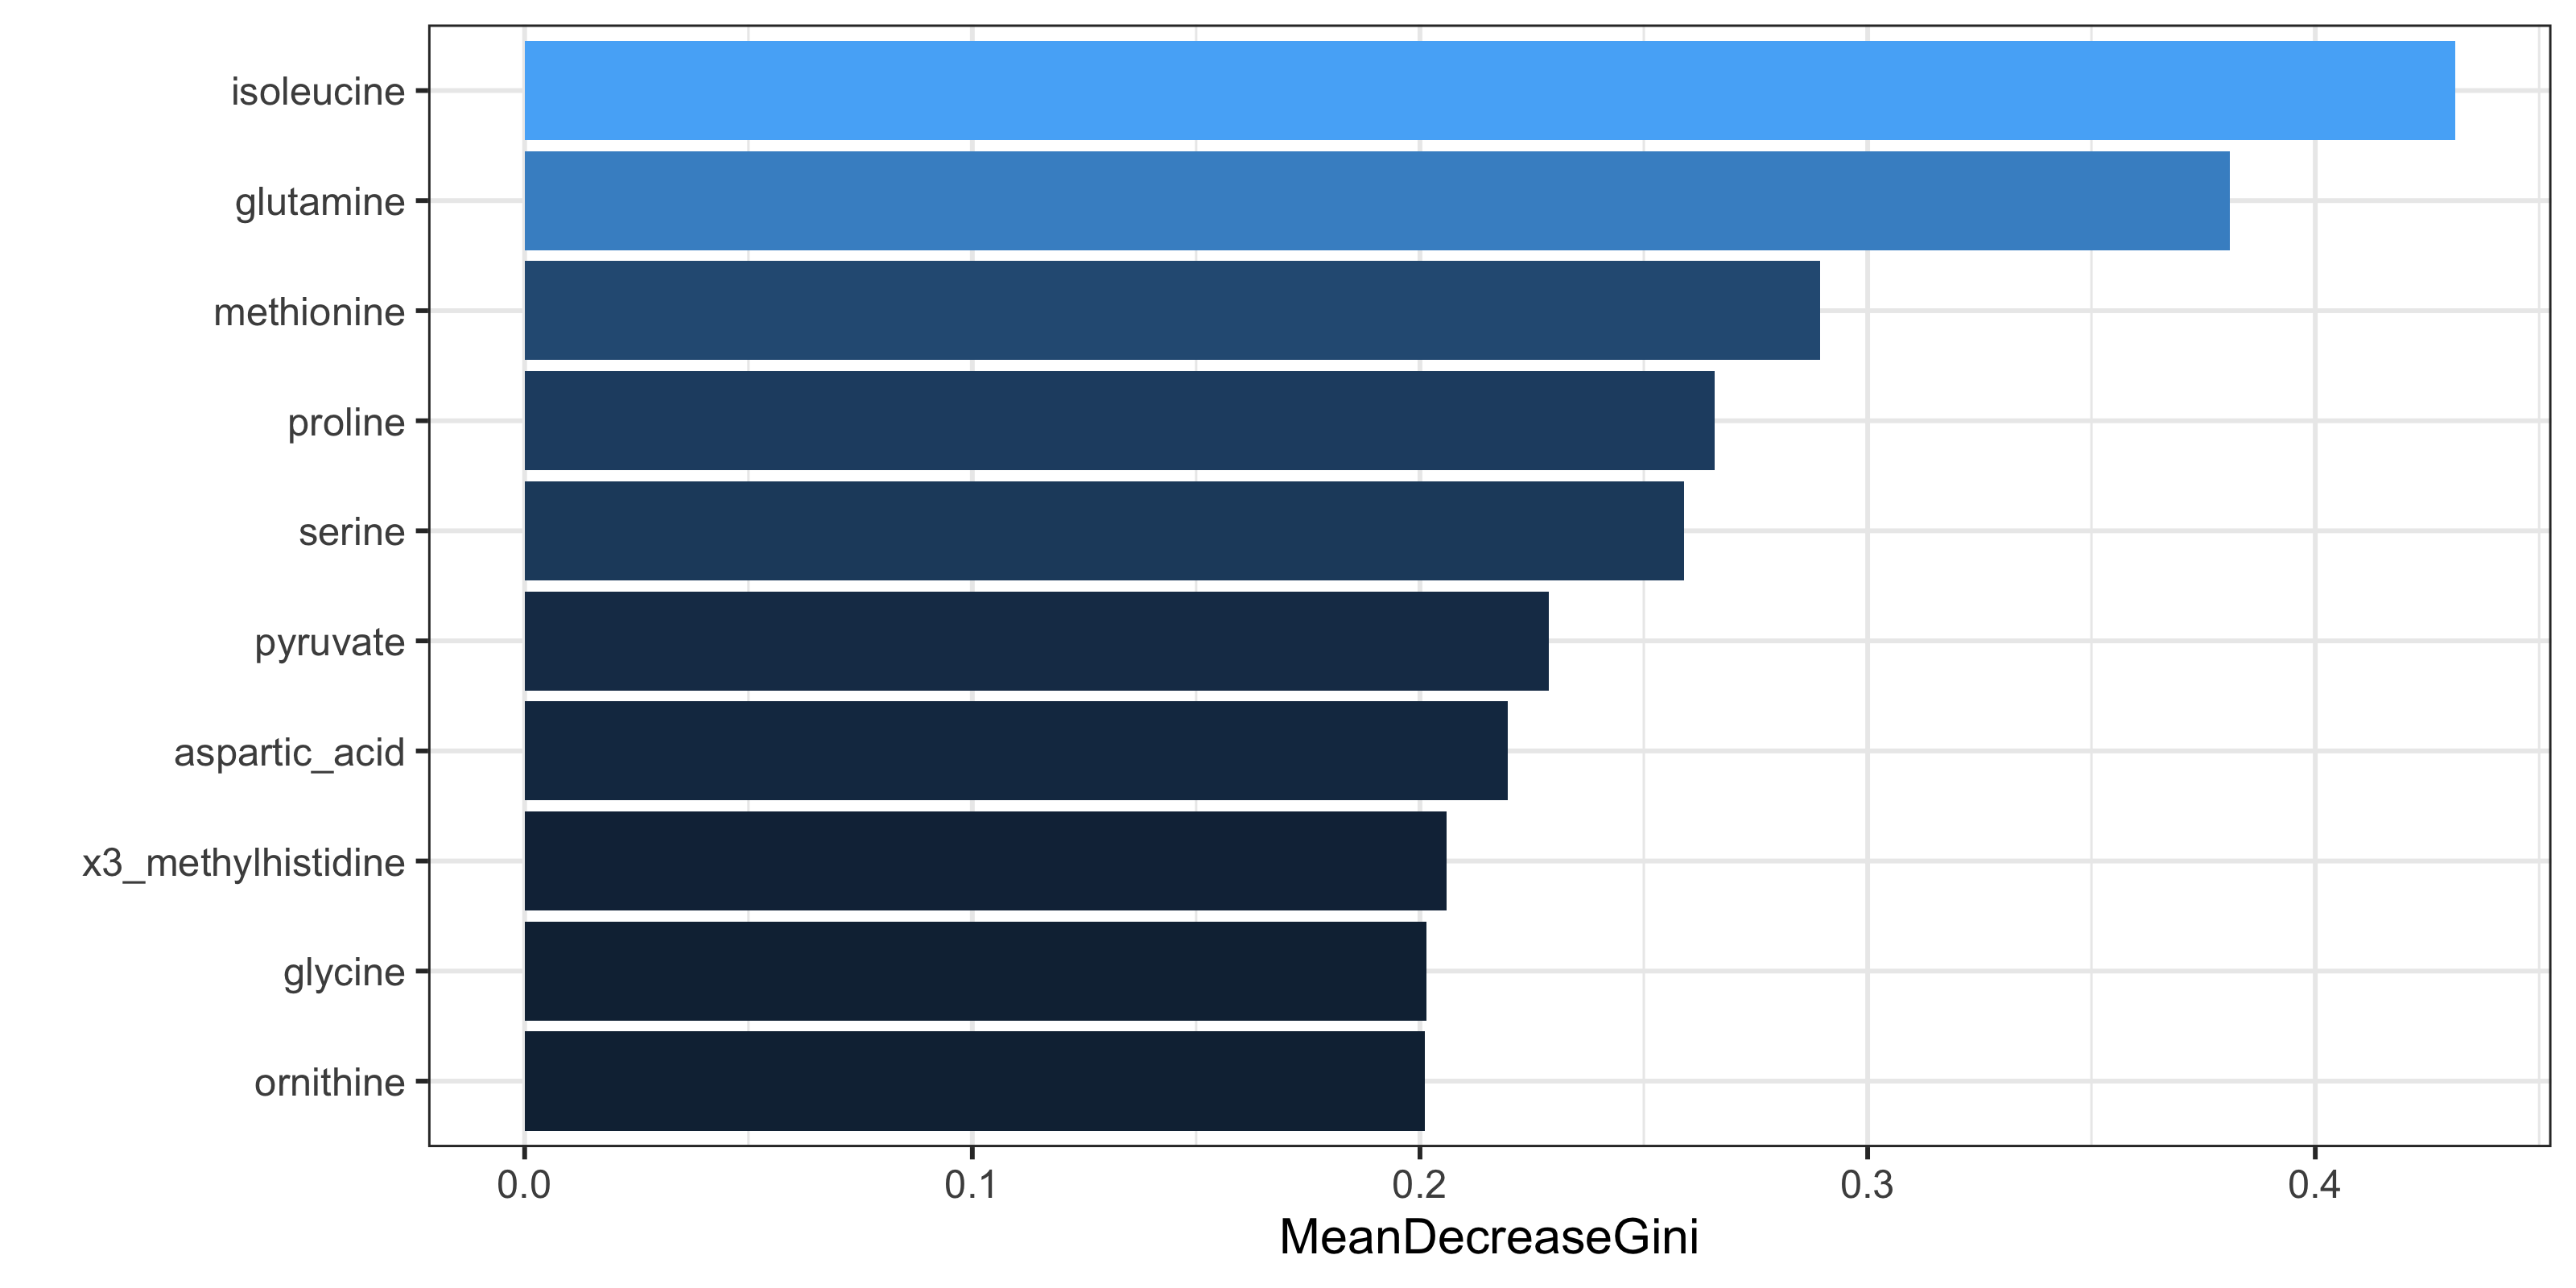 isoleucine
glutamine
methionine
proline
serine
pyruvate
aspartic_acid
x3_methylhistidine
glycine
ornithine
0.0 0.1 0.2 0.3 0.4
MeanDecreaseGini